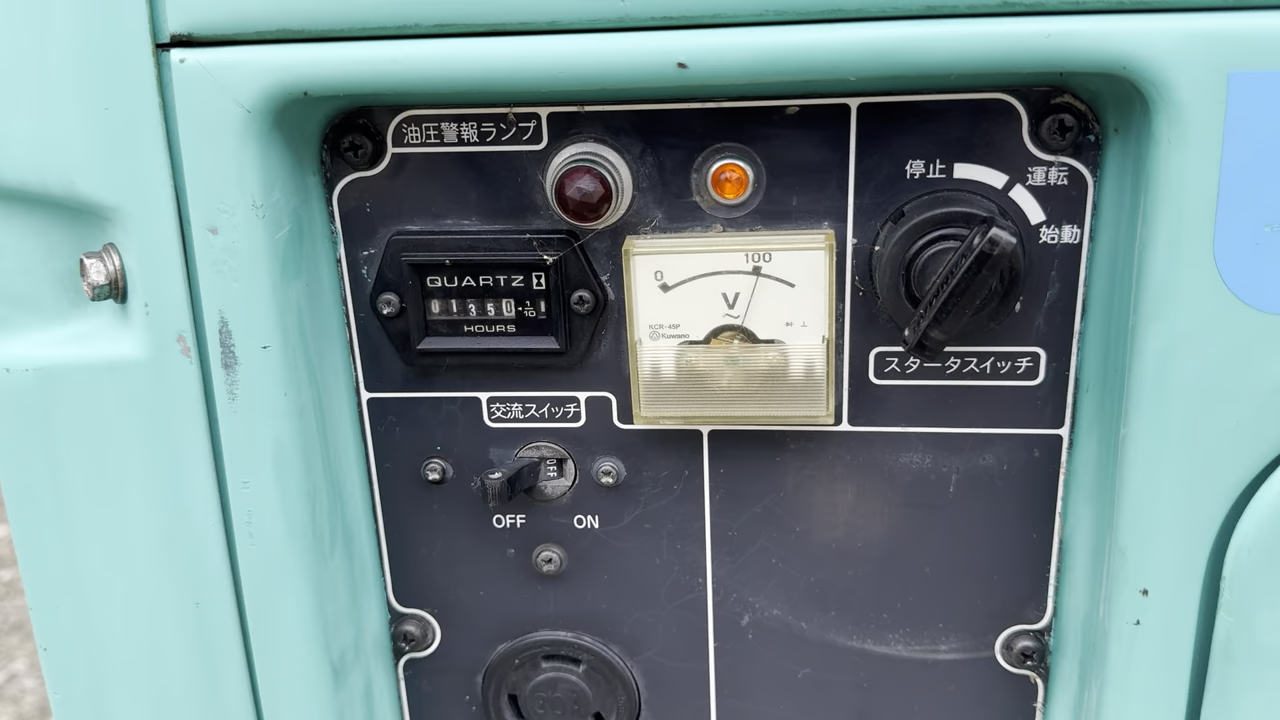 油圧警報ランプ
停止
運転
始動
QUARTZ
01350
1/10
HOURS
0
100
V
KCR-45P
Kuwano
スタータスイッチ
交流スイッチ
OFF
OFF
ON